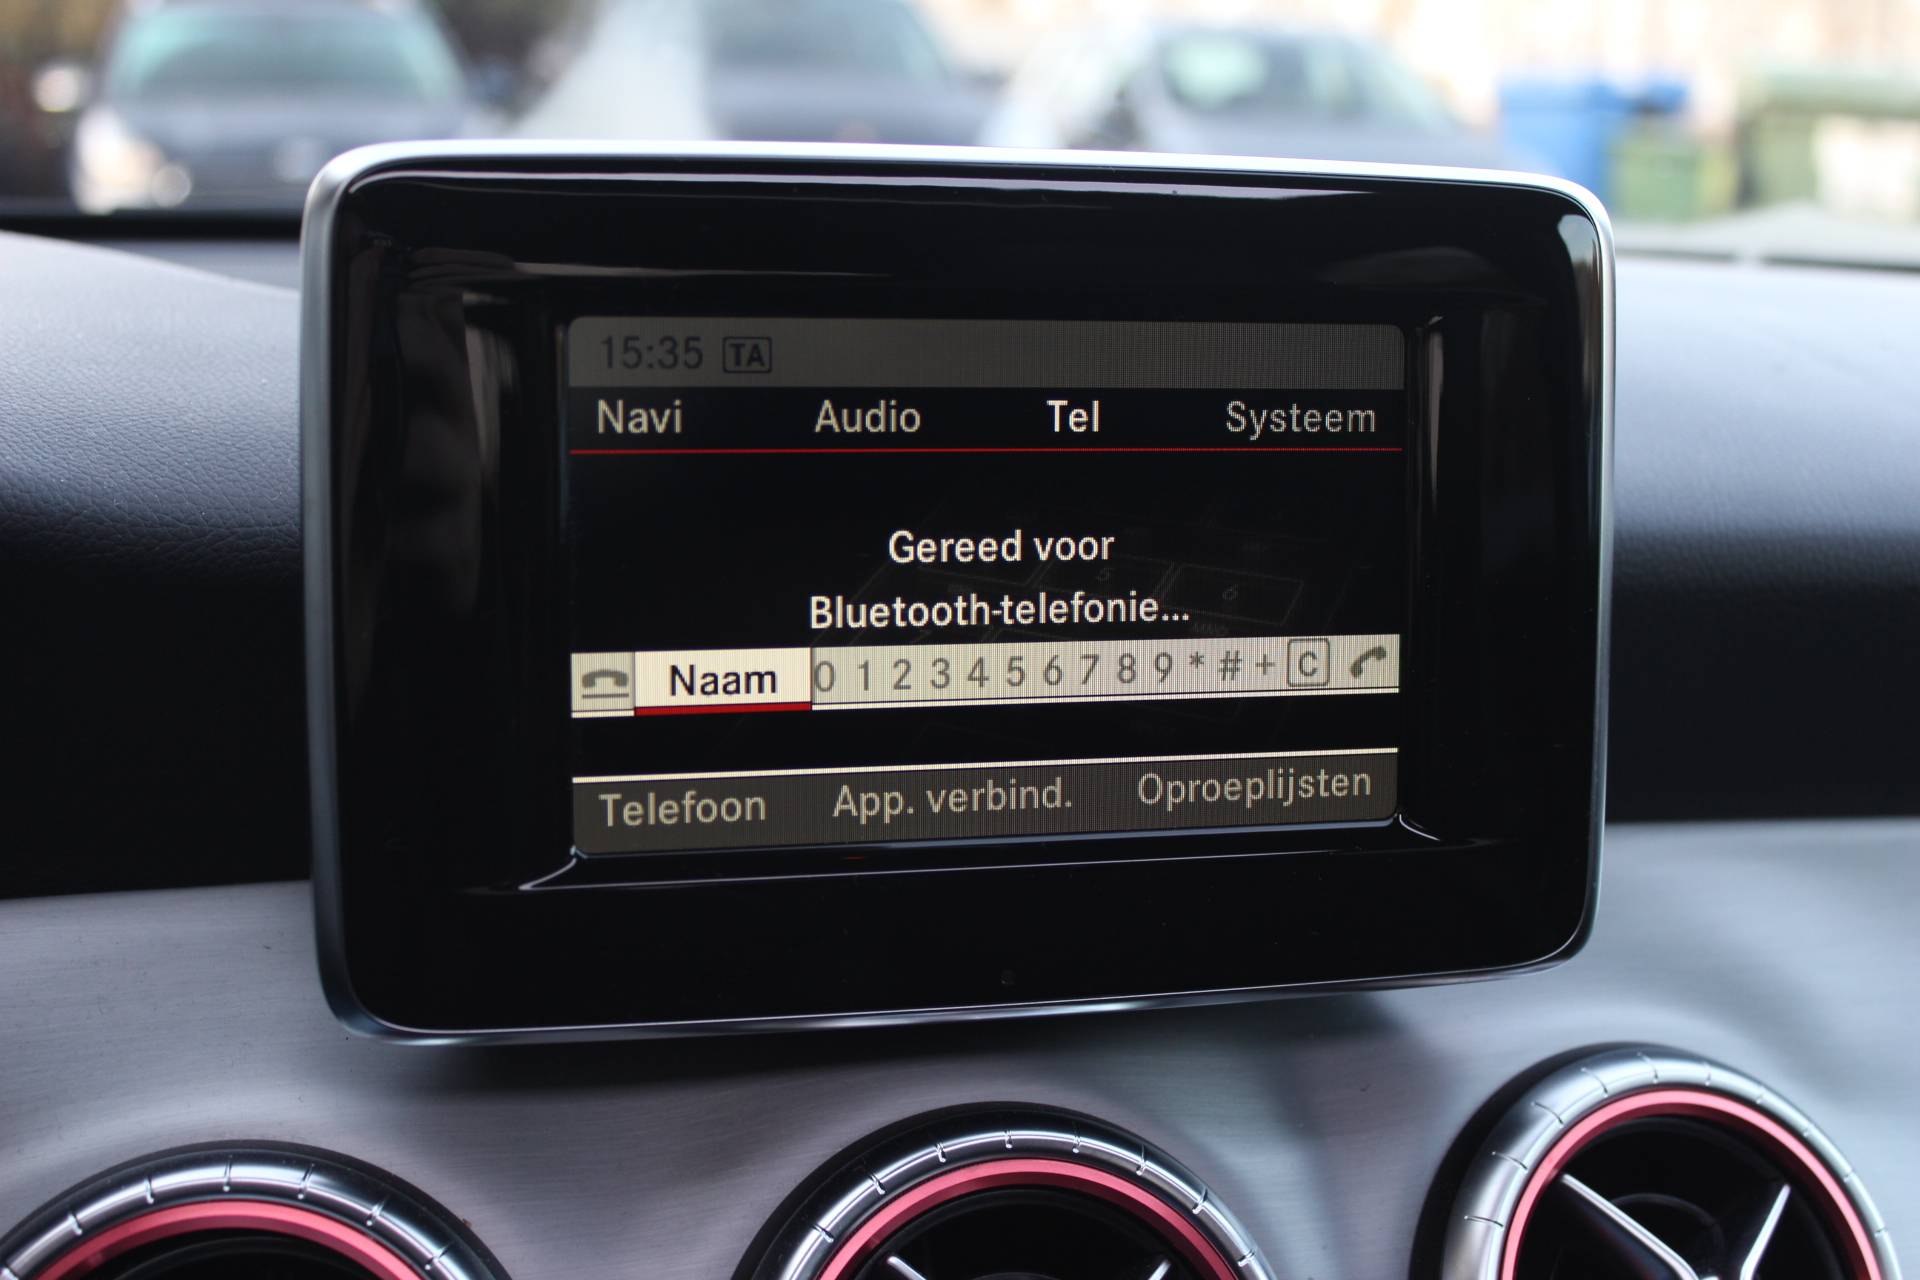 15:35 TA
Navi Audio Tel Systeem
Gereed voor
Bluetooth-telefonie...
Naam 0 1 2 3 4 5 6 7 8 9 * # + C
Telefoon App. verbind. Oproeplijsten